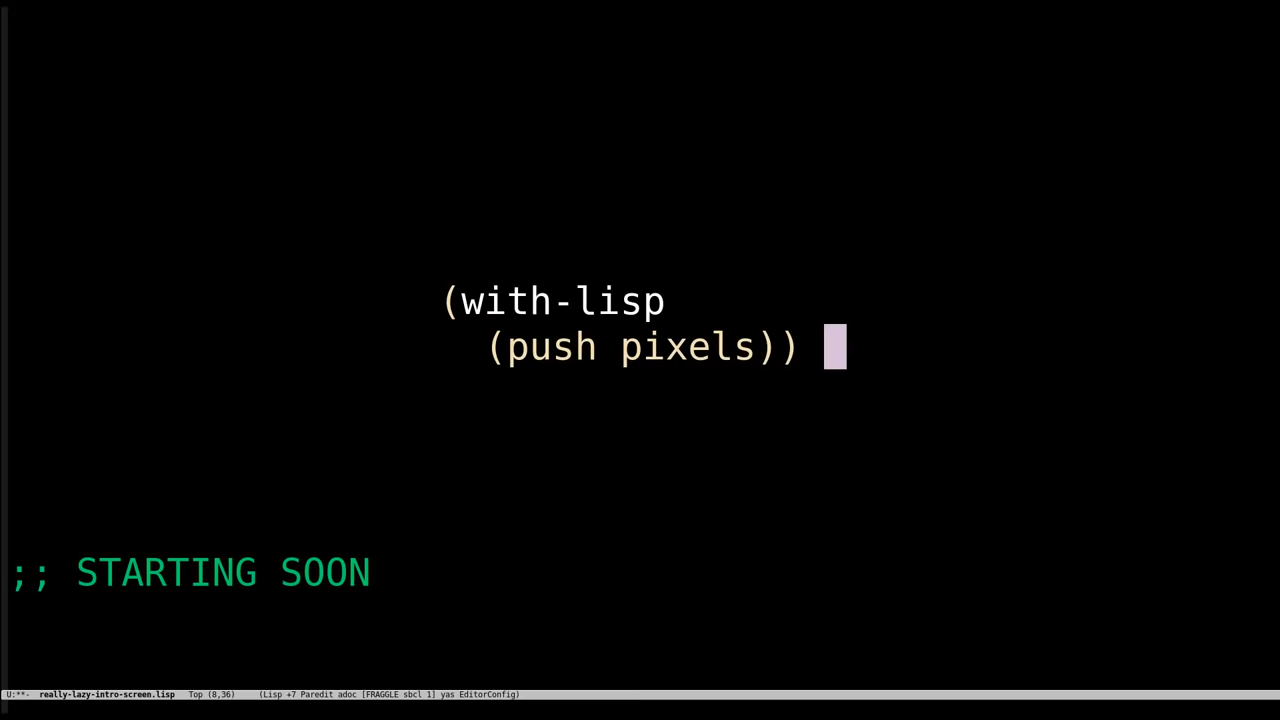 (with-lisp
(push pixels))
;; STARTING SOON
U:**-  really-lazy-intro-screen.lisp   Top (8,36)     (Lisp +7 Paredit adoc [FRAGGLE sbcl 1] yas EditorConfig)